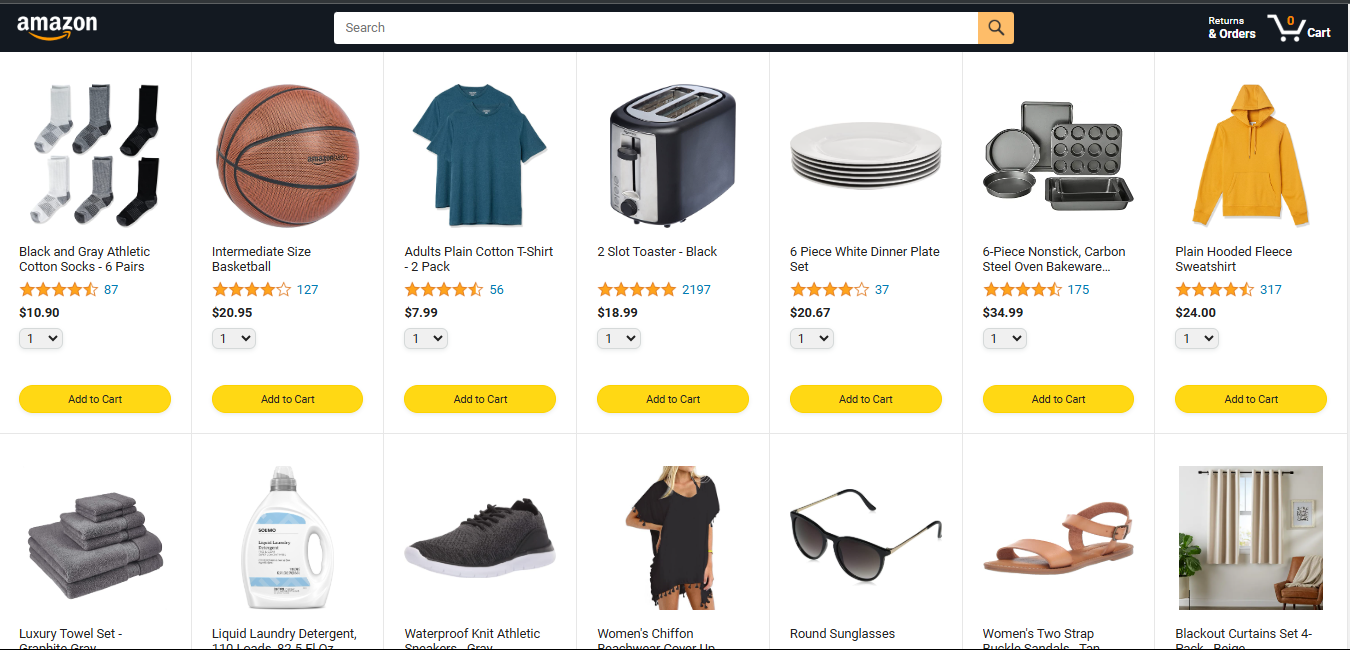 amazon
Search
Returns
& Orders
0
Cart
amazonbasics
Black and Gray Athletic
Cotton Socks - 6 Pairs
87
$10.90
1
Add to Cart
Intermediate Size
Basketball
127
$20.95
1
Add to Cart
Adults Plain Cotton T-Shirt
- 2 Pack
56
$7.99
1
Add to Cart
2 Slot Toaster - Black
2197
$18.99
1
Add to Cart
6 Piece White Dinner Plate
Set
37
$20.67
1
Add to Cart
6-Piece Nonstick, Carbon
Steel Oven Bakeware...
175
$34.99
1
Add to Cart
Plain Hooded Fleece
Sweatshirt
317
$24.00
1
Add to Cart
Luxury Towel Set -
Graphite Gray
SOLIMO
Liquid Laundry
Detergent
Liquid Laundry Detergent,
110 Loads, 82.5 Fl Oz
Waterproof Knit Athletic
Sneakers - Gray
Women's Chiffon
Beachwear Cover Up
Round Sunglasses
Women's Two Strap
Buckle Sandals - Tan
Blackout Curtains Set 4-
Pack - Beige